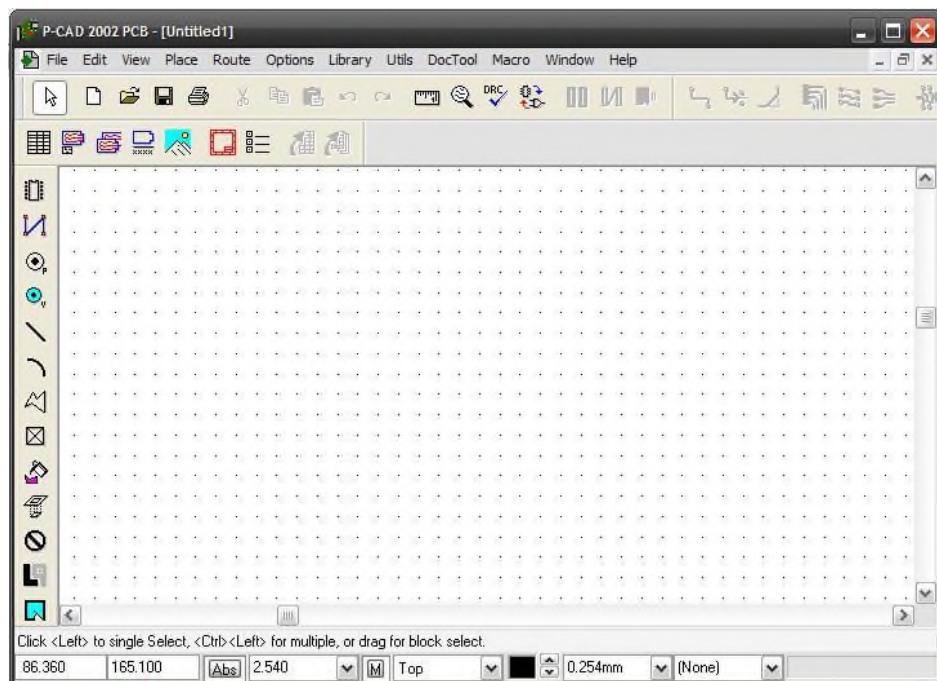 P-CAD 2002 PCB - [Untitled1]
File Edit View Place Route Options Library Utils DocTool Macro Window Help
DRC
xxxx
P
V
Click <Left> to single Select, <Ctrl><Left> for multiple, or drag for block select.
86.360 165.100 Abs 2.540 M Top 0.254mm (None)